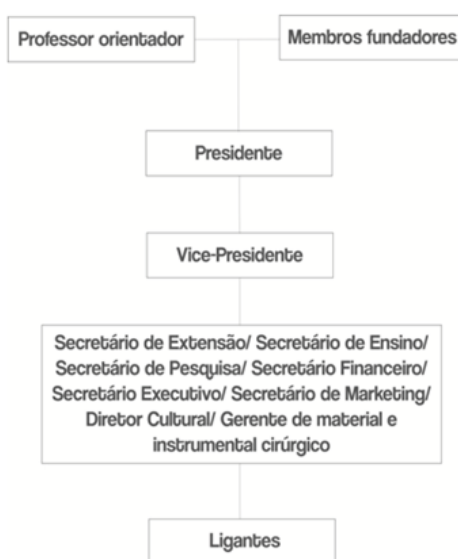 Professor orientador
Membros fundadores
Presidente
Vice-Presidente
Secretário de Extensão/ Secretário de Ensino/
Secretário de Pesquisa/ Secretário Financeiro/
Secretário Executivo/ Secretário de Marketing/
Diretor Cultural/ Gerente de material e
instrumental cirúrgico
Ligantes